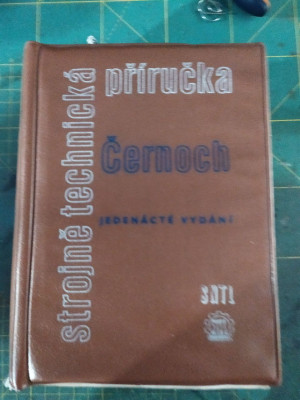 strojně technická
příručka
Černoch
JEDENÁCTÉ VYDÁNÍ
SNTL